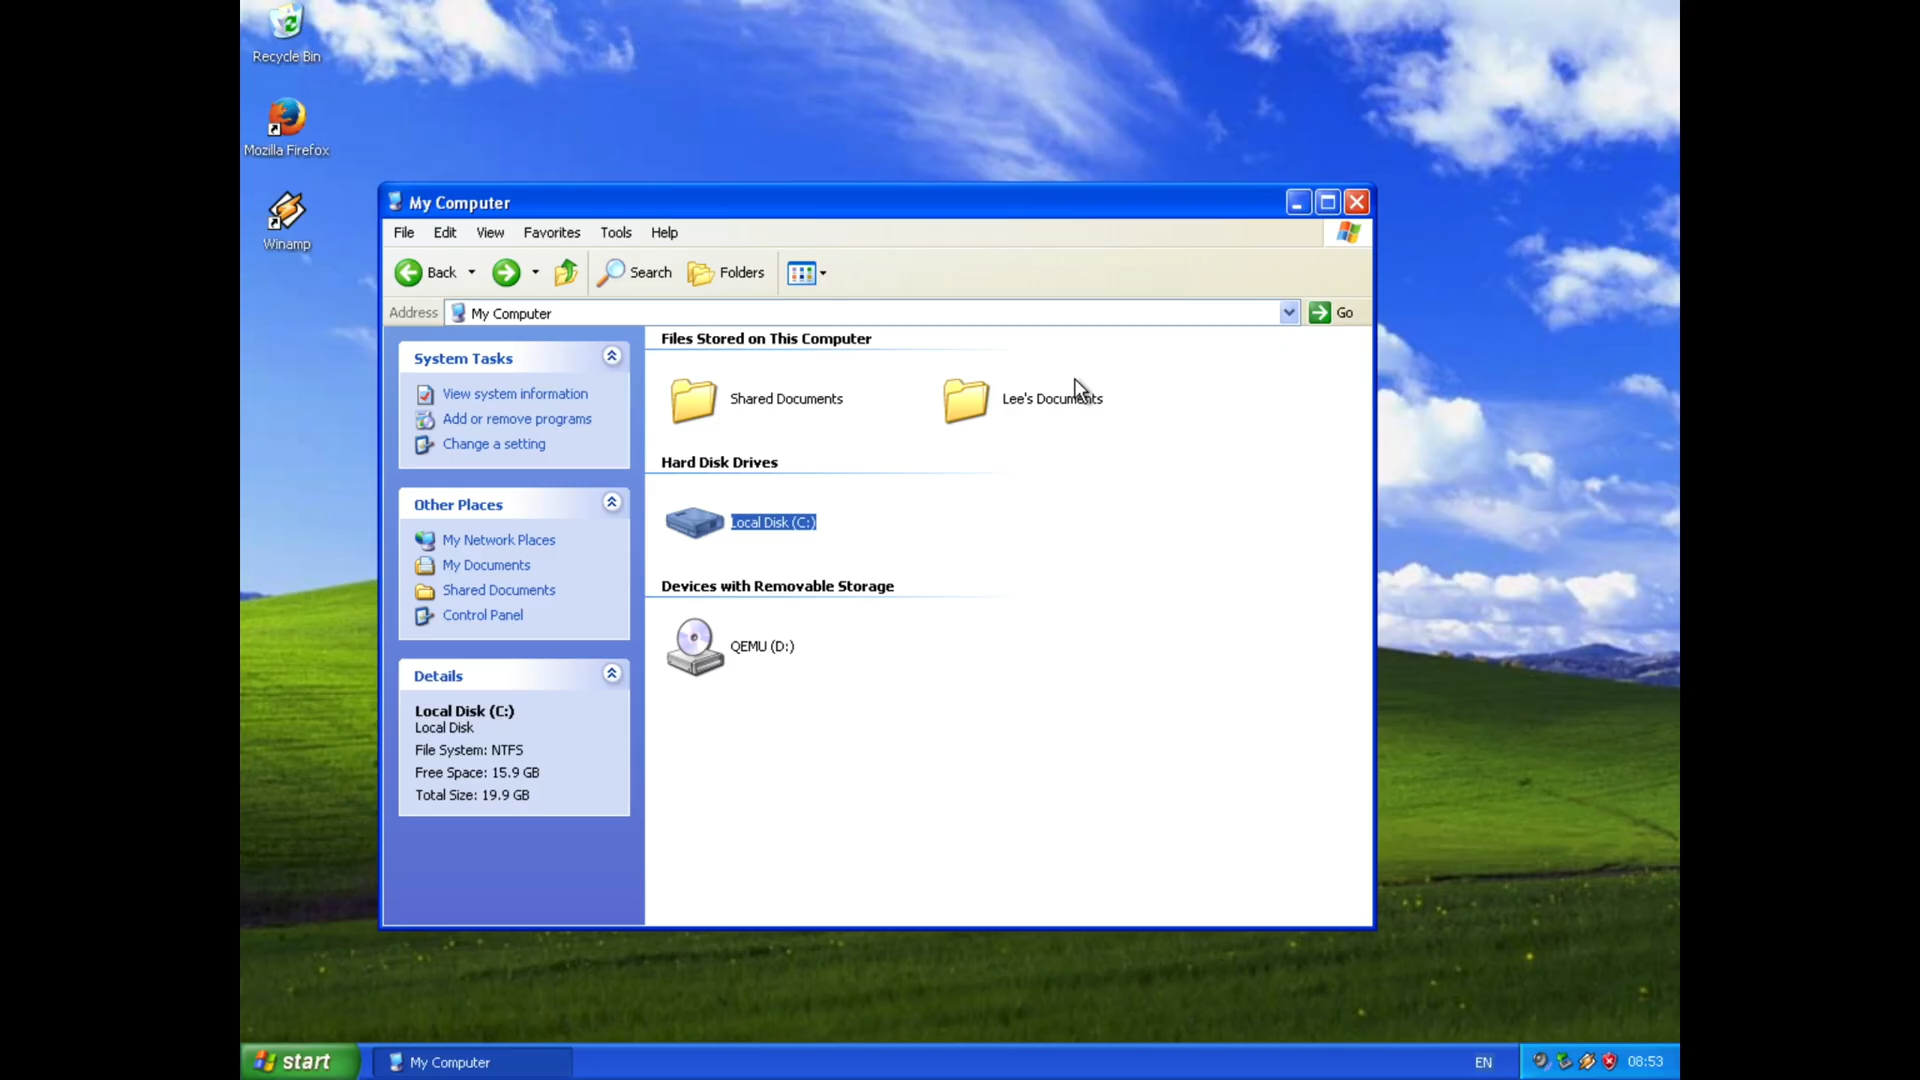 Recycle Bin
Mozilla Firefox
Winamp
My Computer
File Edit View Favorites Tools Help
Back Search Folders
Address My Computer Go
System Tasks
View system information
Add or remove programs
Change a setting
Other Places
My Network Places
My Documents
Shared Documents
Control Panel
Details
Local Disk (C:)
Local Disk
File System: NTFS
Free Space: 15.9 GB
Total Size: 19.9 GB
Files Stored on This Computer
Shared Documents Lee's Documents
Hard Disk Drives
Local Disk (C:)
Devices with Removable Storage
QEMU (D:)
start My Computer EN 08:53